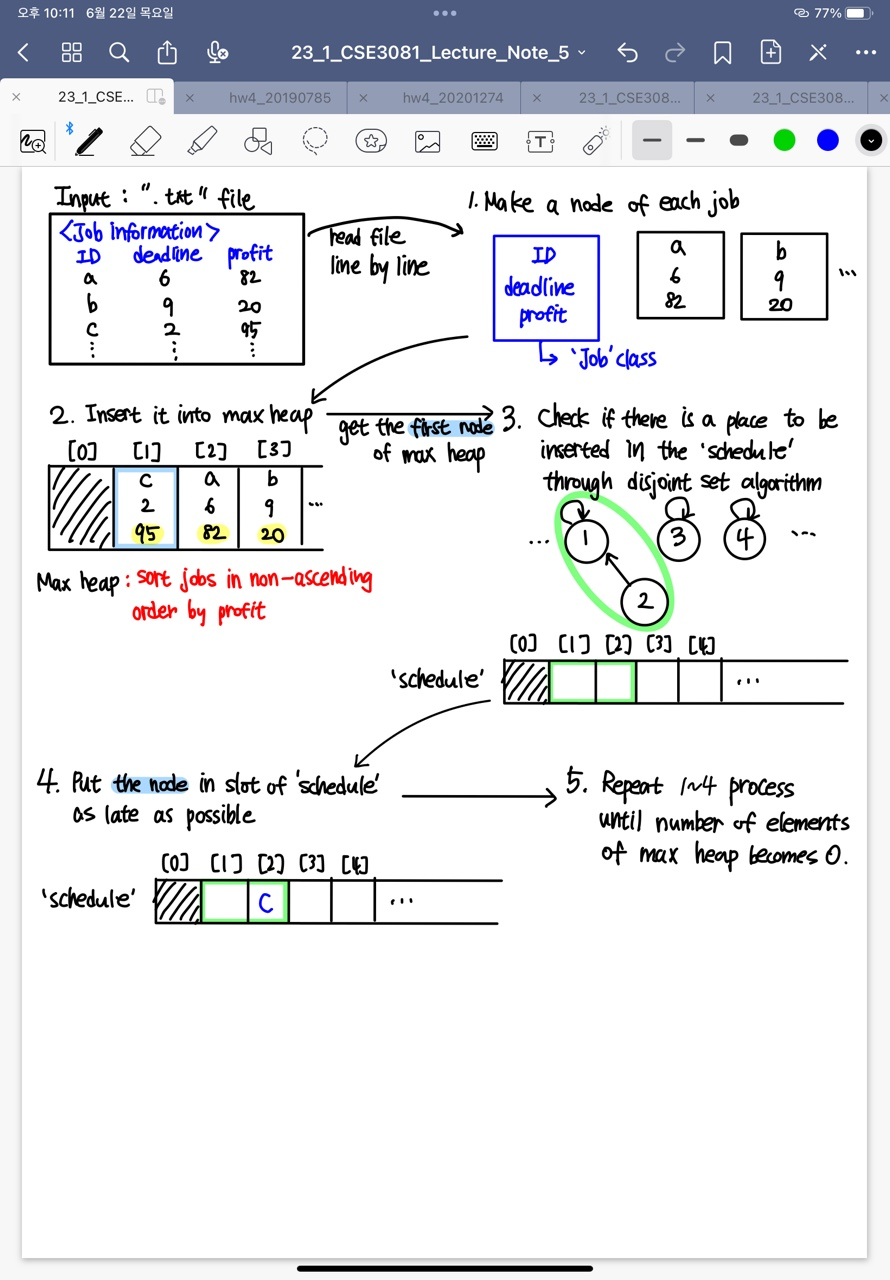 오후 10:11 6월 22일 목요일
77%
23_1_CSE3081_Lecture_Note_5
23_1_CSE...
hw4_20190785
hw4_20201274
23_1_CSE308...
23_1_CSE308...
Input : ".txt" file
<Job Information>
ID deadline profit
a 6 82
b 9 20
c 2 95
⋮ ⋮ ⋮
read file
line by line
1. Make a node of each job
ID
deadline
profit
'Job' class
a
6
82
b
9
20
...
2. Insert it into max heap
[0] [1] [2] [3]
c a b
2 6 9 ...
95 82 20
Max heap : sort jobs in non-ascending
order by profit
get the first node
of max heap
3. Check if there is a place to be
inserted in the 'schedule'
through disjoint set algorithm
... 1 3 4 ...
2
[0] [1] [2] [3] [4]
'schedule' ...
4. Put the node in slot of 'schedule'
as late as possible
[0] [1] [2] [3] [4]
'schedule' C ...
5. Repeat 1~4 process
until number of elements
of max heap becomes 0.